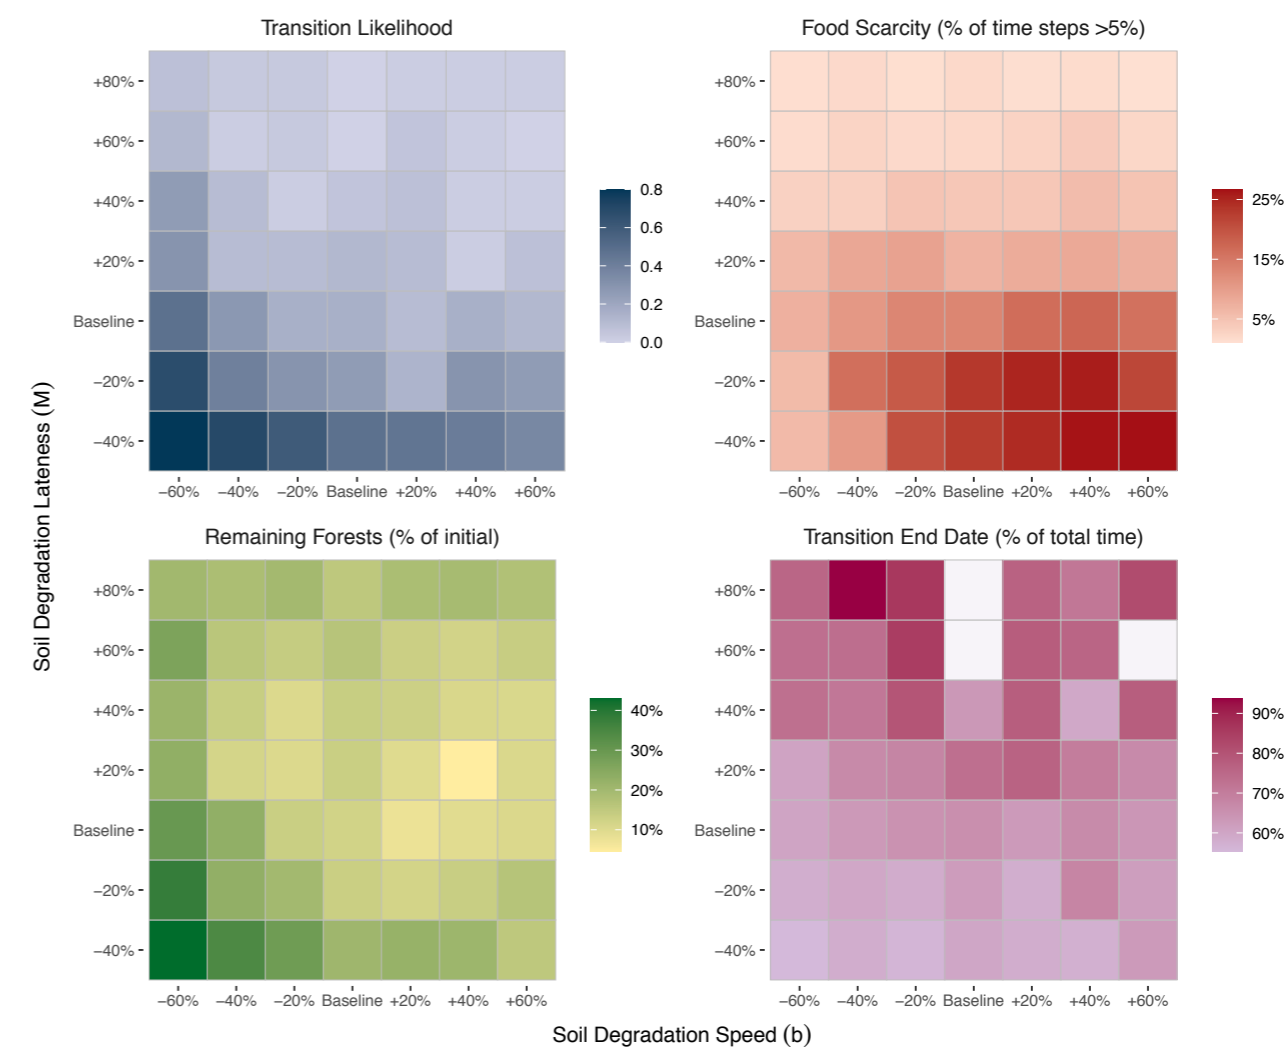 Transition Likelihood
+80%
+60%
+40%
+20%
Baseline
−20%
−40%
−60% −40% −20% Baseline +20% +40% +60%
0.8
0.6
0.4
0.2
0.0
Food Scarcity (% of time steps >5%)
+80%
+60%
+40%
+20%
Baseline
−20%
−40%
−60% −40% −20% Baseline +20% +40% +60%
25%
15%
5%
Soil Degradation Lateness (M)
Remaining Forests (% of initial)
+80%
+60%
+40%
+20%
Baseline
−20%
−40%
−60% −40% −20% Baseline +20% +40% +60%
40%
30%
20%
10%
Transition End Date (% of total time)
+80%
+60%
+40%
+20%
Baseline
−20%
−40%
−60% −40% −20% Baseline +20% +40% +60%
90%
80%
70%
60%
Soil Degradation Speed (b)